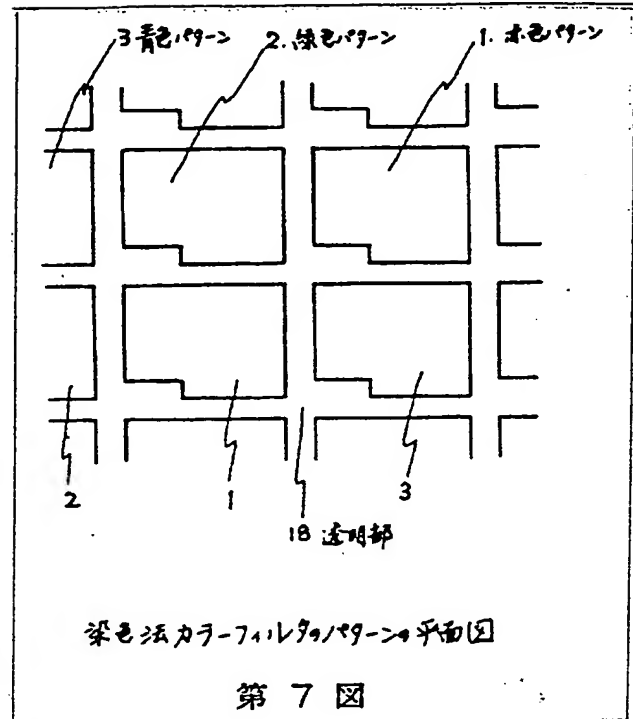 3 青色パターン
2. 緑色パターン
1. 赤色パターン
2
1
18 透明部
3
染色法カラーフィルタのパターンの平面図
第 7 図